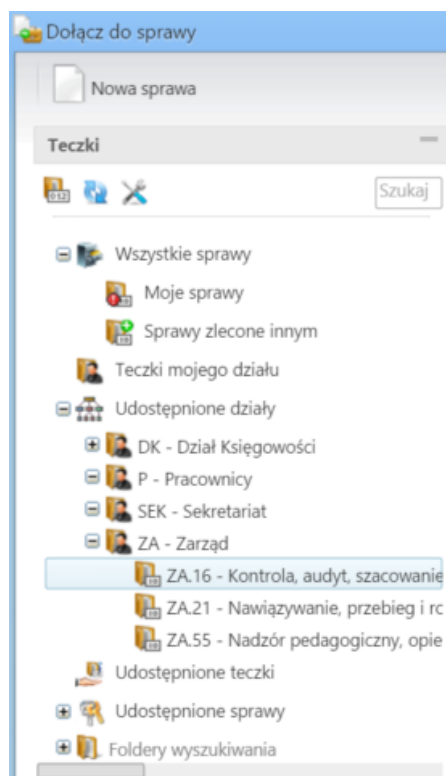 Dołącz do sprawy
Nowa sprawa
Teczki
Szukaj
Wszystkie sprawy
Moje sprawy
Sprawy zlecone innym
Teczki mojego działu
Udostępnione działy
DK - Dział Księgowości
P - Pracownicy
SEK - Sekretariat
ZA - Zarząd
ZA.16 - Kontrola, audyt, szacowanie
ZA.21 - Nawiązywanie, przebieg i rc
ZA.55 - Nadzór pedagogiczny, opie
Udostępnione teczki
Udostępnione sprawy
Foldery wyszukiwania